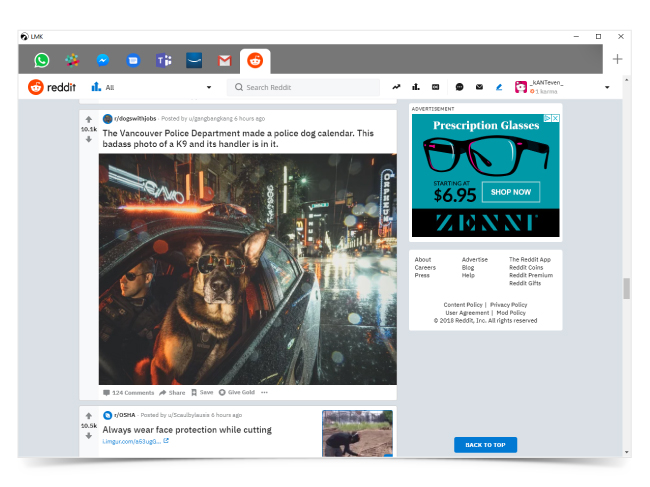 LMK
reddit
All
Search Reddit
_kANTeven_
1 karma
r/dogswithjobs · Posted by u/gangbangkang 6 hours ago
10.5k
The Vancouver Police Department made a police dog calendar. This
badass photo of a K9 and its handler is in it.
ORPHEUM
124 Comments
Share
Save
Give Gold
r/OSHA · Posted by u/Scaulbylausis 6 hours ago
10.5k
Always wear face protection while cutting
i.imgur.com/a53ugG...
ADVERTISEMENT
Prescription Glasses
STARTING AT
$6.95
SHOP NOW
ZENNI
About
Advertise
The Reddit App
Careers
Blog
Reddit Coins
Press
Help
Reddit Premium
Reddit Gifts
Content Policy | Privacy Policy
User Agreement | Mod Policy
© 2018 Reddit, Inc. All rights reserved
BACK TO TOP